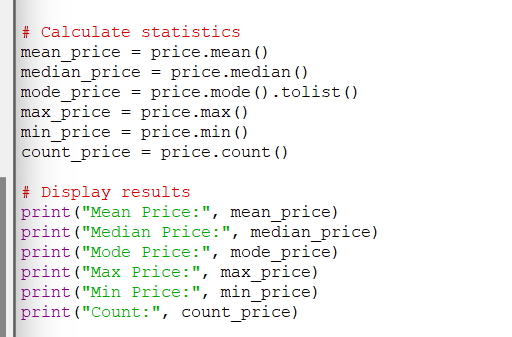 # Calculate statistics
mean_price = price.mean()
median_price = price.median()
mode_price = price.mode().tolist()
max_price = price.max()
min_price = price.min()
count_price = price.count()
# Display results
print("Mean Price:", mean_price)
print("Median Price:", median_price)
print("Mode Price:", mode_price)
print("Max Price:", max_price)
print("Min Price:", min_price)
print("Count:", count_price)